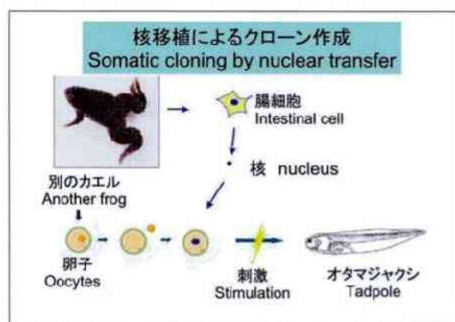 核移植によるクローン作成
Somatic cloning by nuclear transfer
腸細胞
Intestinal cell
核 nucleus
別のカエル
Another frog
卵子
Oocytes
刺激
Stimulation
オタマジャクシ
Tadpole